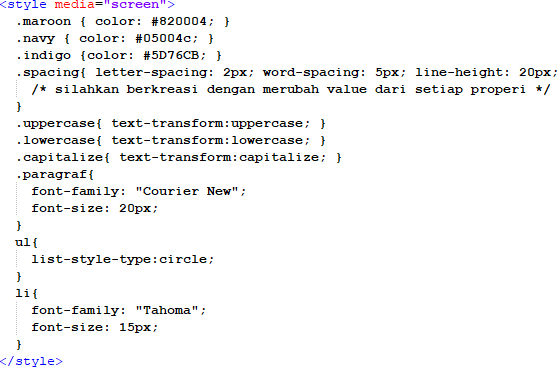 <style media="screen">
.maroon { color: #820004; }
.navy { color: #05004c; }
.indigo {color: #5D76CB; }
.spacing{ letter-spacing: 2px; word-spacing: 5px; line-height: 20px;
/* silahkan berkreasi dengan merubah value dari setiap properi */
}
.uppercase{ text-transform:uppercase; }
.lowercase{ text-transform:lowercase; }
.capitalize{ text-transform:capitalize; }
.paragraf{
font-family: "Courier New";
font-size: 20px;
}
ul{
list-style-type:circle;
}
li{
font-family: "Tahoma";
font-size: 15px;
}
</style>